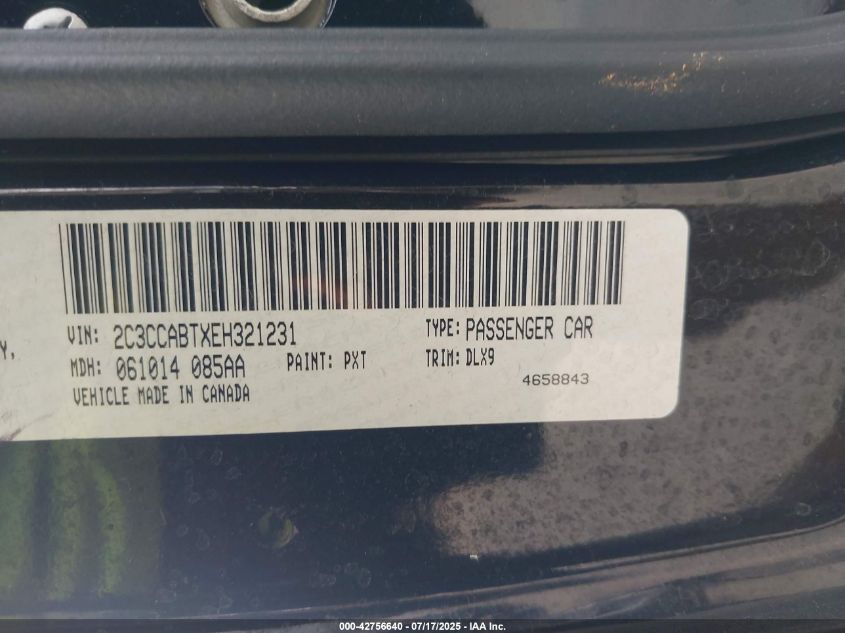 VIN: 2C3CCABTXEH321231 TYPE: PASSENGER CAR
Y, MDH: 061014 085AA PAINT: PXT TRIM: DLX9
VEHICLE MADE IN CANADA 4658843
000-42756640 - 07/17/2025 - IAA Inc.